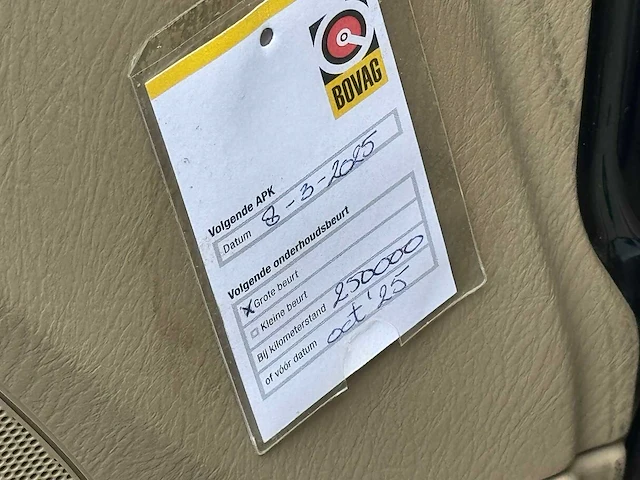 BOVAG
Volgende APK
Datum 8-3-2025
Volgende onderhoudsbeurt
X Grote beurt
Kleine beurt
Bij kilometerstand 250000
of vóór datum oct '25